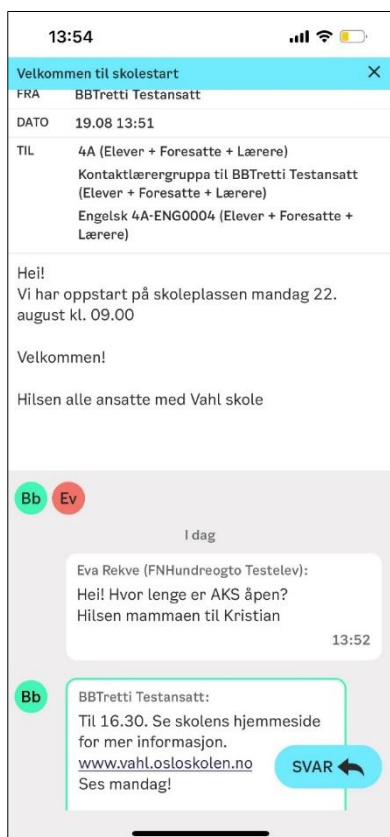 13:54
Velkommen til skolestart
FRA BBTretti Testansatt
DATO 19.08 13:51
TIL 4A (Elever + Foresatte + Lærere)
Kontaktlærergruppa til BBTretti Testansatt
(Elever + Foresatte + Lærere)
Engelsk 4A-ENG0004 (Elever + Foresatte +
Lærere)
Hei!
Vi har oppstart på skoleplassen mandag 22.
august kl. 09.00
Velkommen!
Hilsen alle ansatte med Vahl skole
Bb Ev
I dag
Eva Rekve (FNHundreogto Testelev):
Hei! Hvor lenge er AKS åpen?
Hilsen mammaen til Kristian
13:52
Bb
BBTretti Testansatt:
Til 16.30. Se skolens hjemmeside
for mer informasjon.
www.vahl.osloskolen.no
Ses mandag!
SVAR